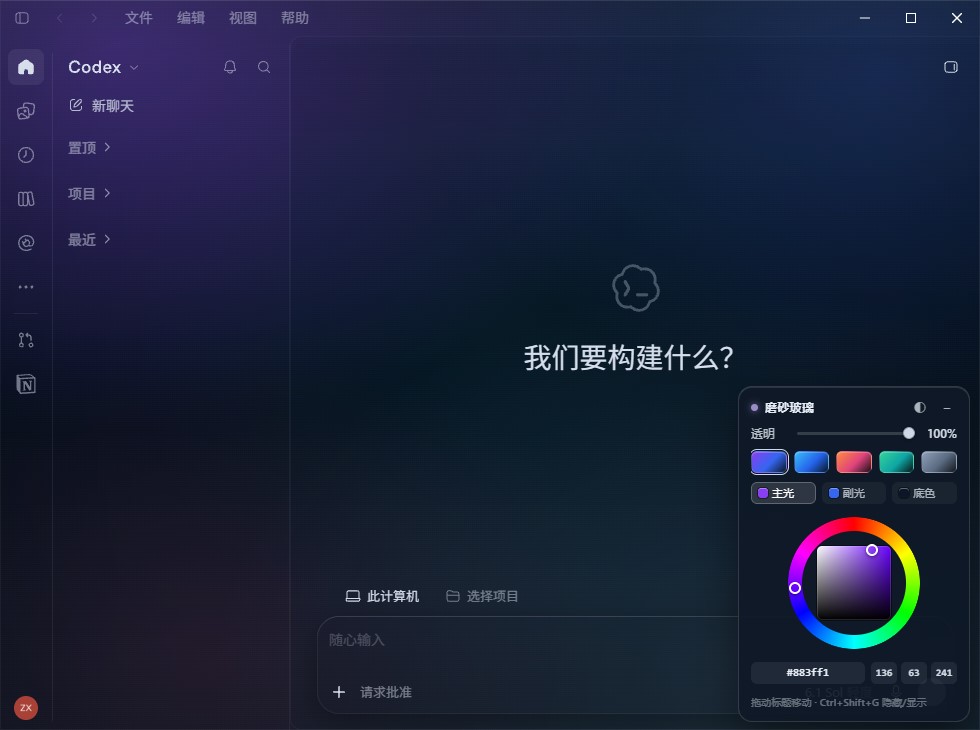 文件 编辑 视图 帮助
Codex
新聊天
置顶
项目
最近
我们要构建什么?
此计算机 选择项目
随心输入
请求批准
N
ZX
磨砂玻璃
透明 100%
主光 副光 底色
#883ff1 136 63 241
拖动标题移动 · Ctrl+Shift+G 隐藏/显示